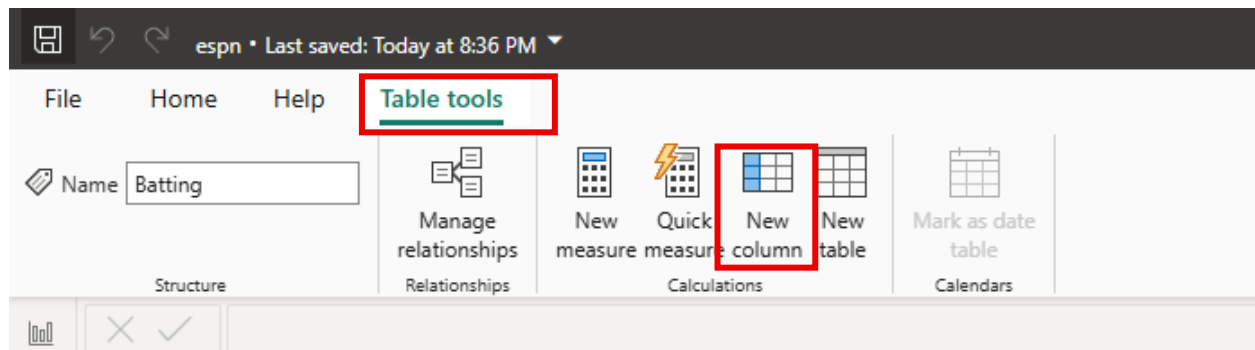 espn • Last saved: Today at 8:36 PM
File Home Help Table tools
Name Batting
Manage relationships
New measure
Quick measure
New column
New table
Mark as date table
Structure
Relationships
Calculations
Calendars